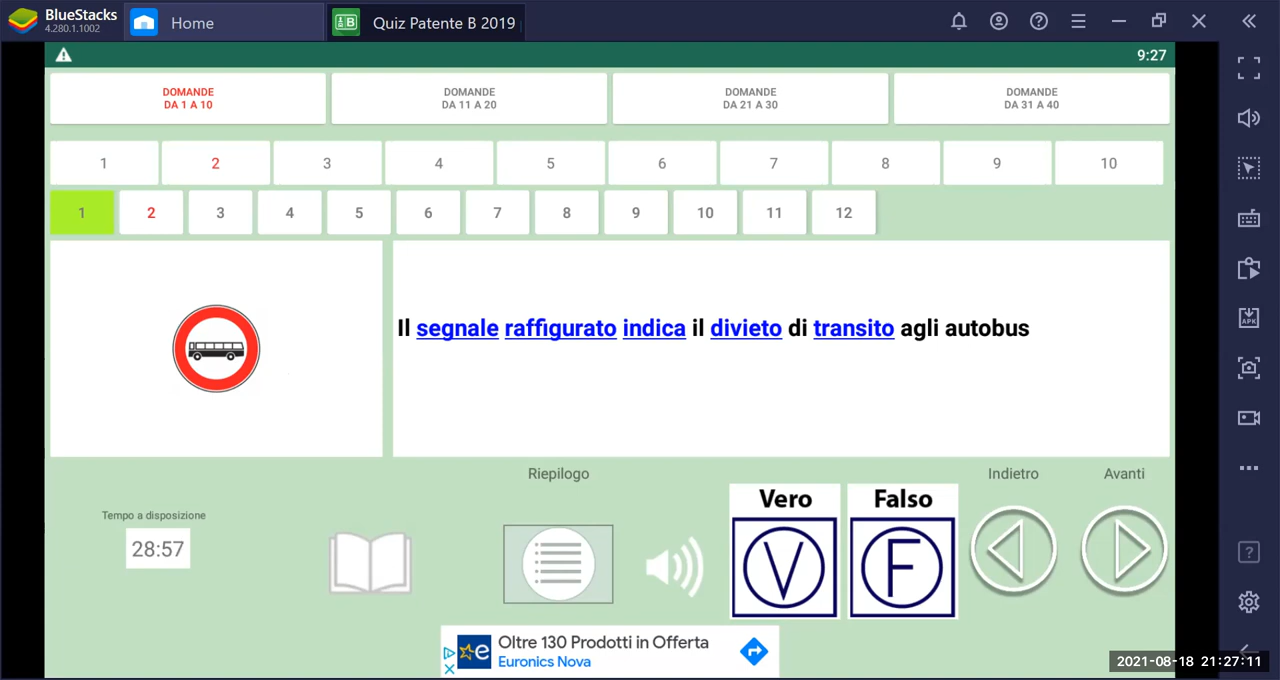 BlueStacks
4.280.1.1002
Home
Quiz Patente B 2019
9:27
DOMANDE
DA 1 A 10
DOMANDE
DA 11 A 20
DOMANDE
DA 21 A 30
DOMANDE
DA 31 A 40
1 2 3 4 5 6 7 8 9 10
1 2 3 4 5 6 7 8 9 10 11 12
Il segnale raffigurato indica il divieto di transito agli autobus
Riepilogo
Indietro
Avanti
Tempo a disposizione
28:57
Vero
V
Falso
F
Oltre 130 Prodotti in Offerta
Euronics Nova
2021-08-18 21:27:11